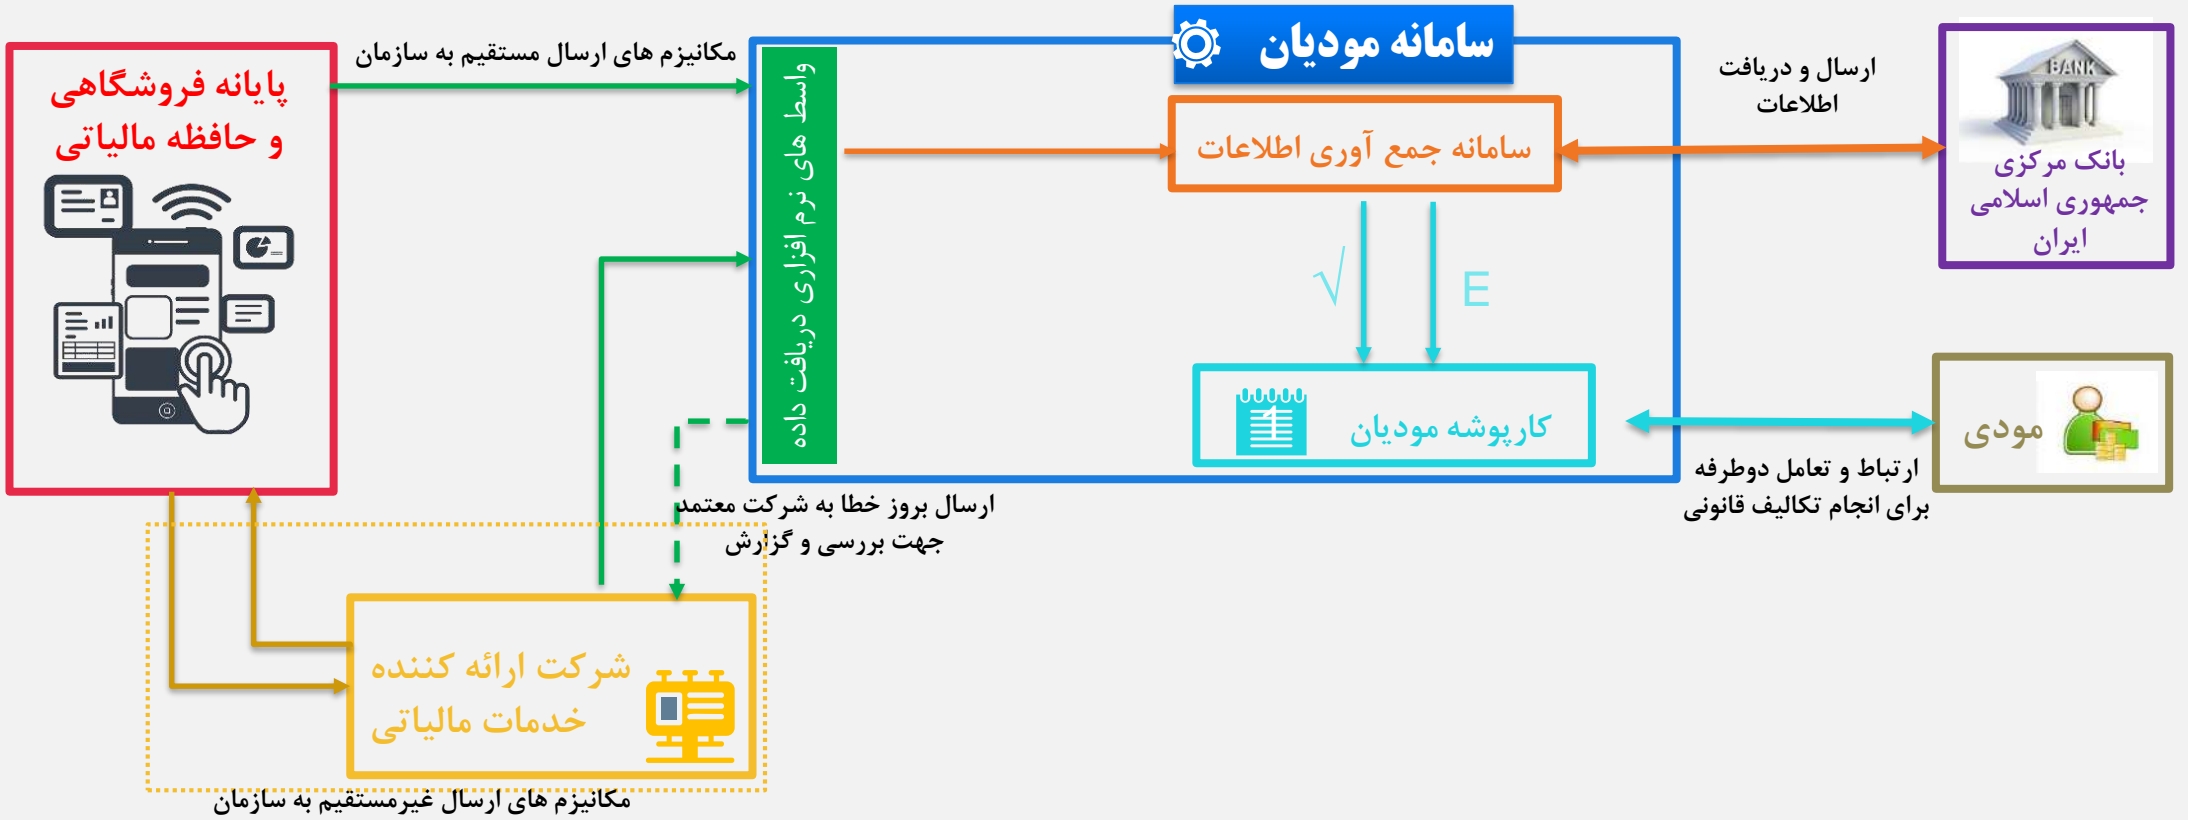 سامانه مودیان
پایانه فروشگاهی
و حافظه مالیاتی
مکانیزم های ارسال مستقیم به سازمان
واسط های نرم افزاری دریافت داده
سامانه جمع آوری اطلاعات
ارسال و دریافت
اطلاعات
BANK
بانک مرکزی
جمهوری اسلامی
ایران
√
E
1
کارپوشه مودیان
مودی
ارتباط و تعامل دوطرفه
برای انجام تکالیف قانونی
ارسال بروز خطا به شرکت معتمد
جهت بررسی و گزارش
شرکت ارائه کننده
خدمات مالیاتی
مکانیزم های ارسال غیرمستقیم به سازمان